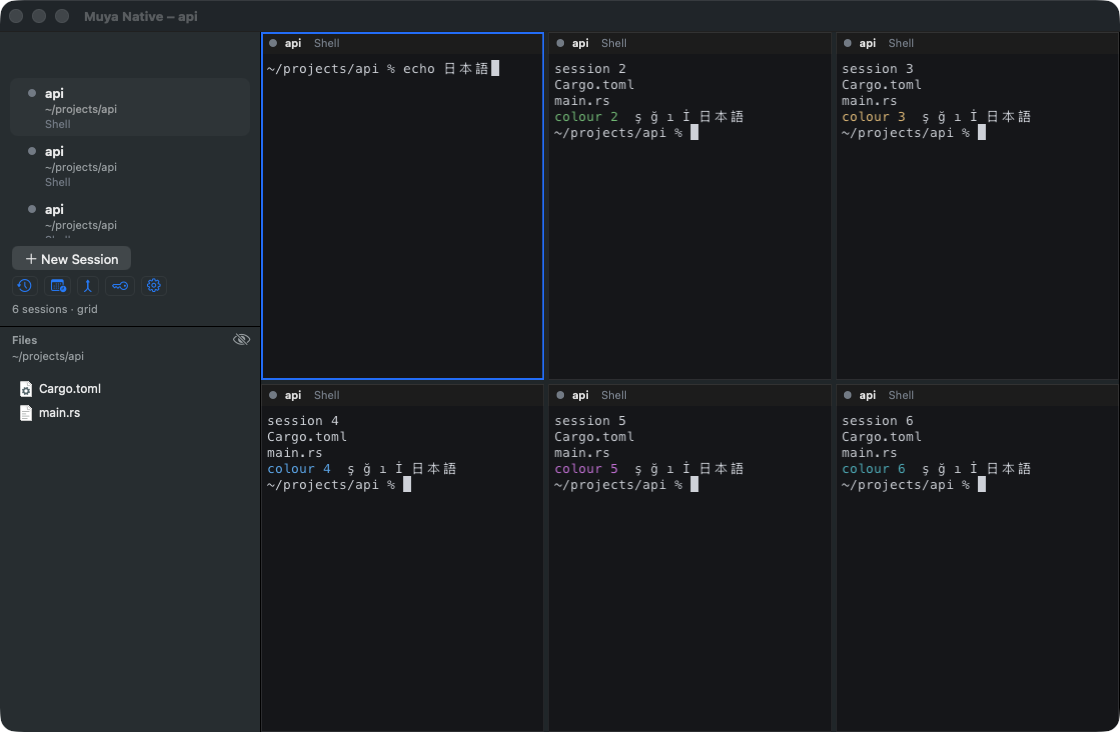 Muya Native – api
api
~/projects/api
Shell
api
~/projects/api
Shell
api
~/projects/api
+ New Session
6 sessions · grid
Files
~/projects/api
Cargo.toml
main.rs
api Shell
~/projects/api % echo 日本語
api Shell
session 2
Cargo.toml
main.rs
colour 2 ş ğ ı İ 日本語
~/projects/api %
api Shell
session 3
Cargo.toml
main.rs
colour 3 ş ğ ı İ 日本語
~/projects/api %
api Shell
session 4
Cargo.toml
main.rs
colour 4 ş ğ ı İ 日本語
~/projects/api %
api Shell
session 5
Cargo.toml
main.rs
colour 5 ş ğ ı İ 日本語
~/projects/api %
api Shell
session 6
Cargo.toml
main.rs
colour 6 ş ğ ı İ 日本語
~/projects/api %